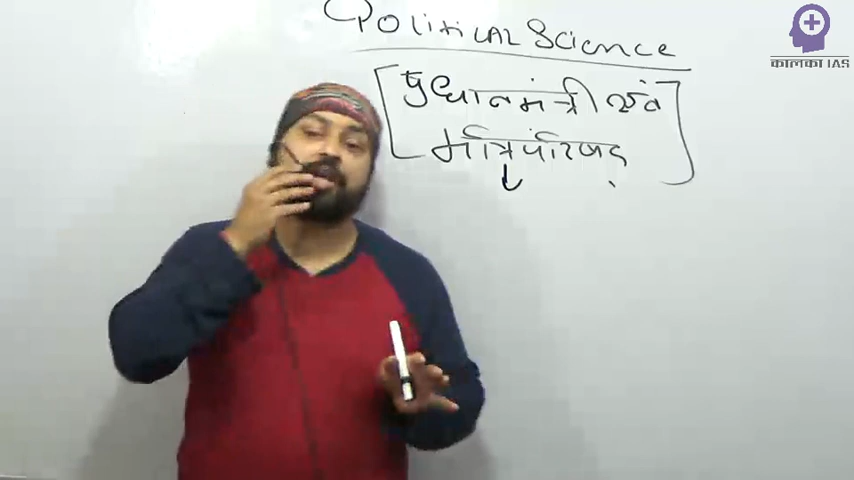 Political Science
प्रधानमंत्री एवं
मंत्रिपरिषद्
कालका IAS